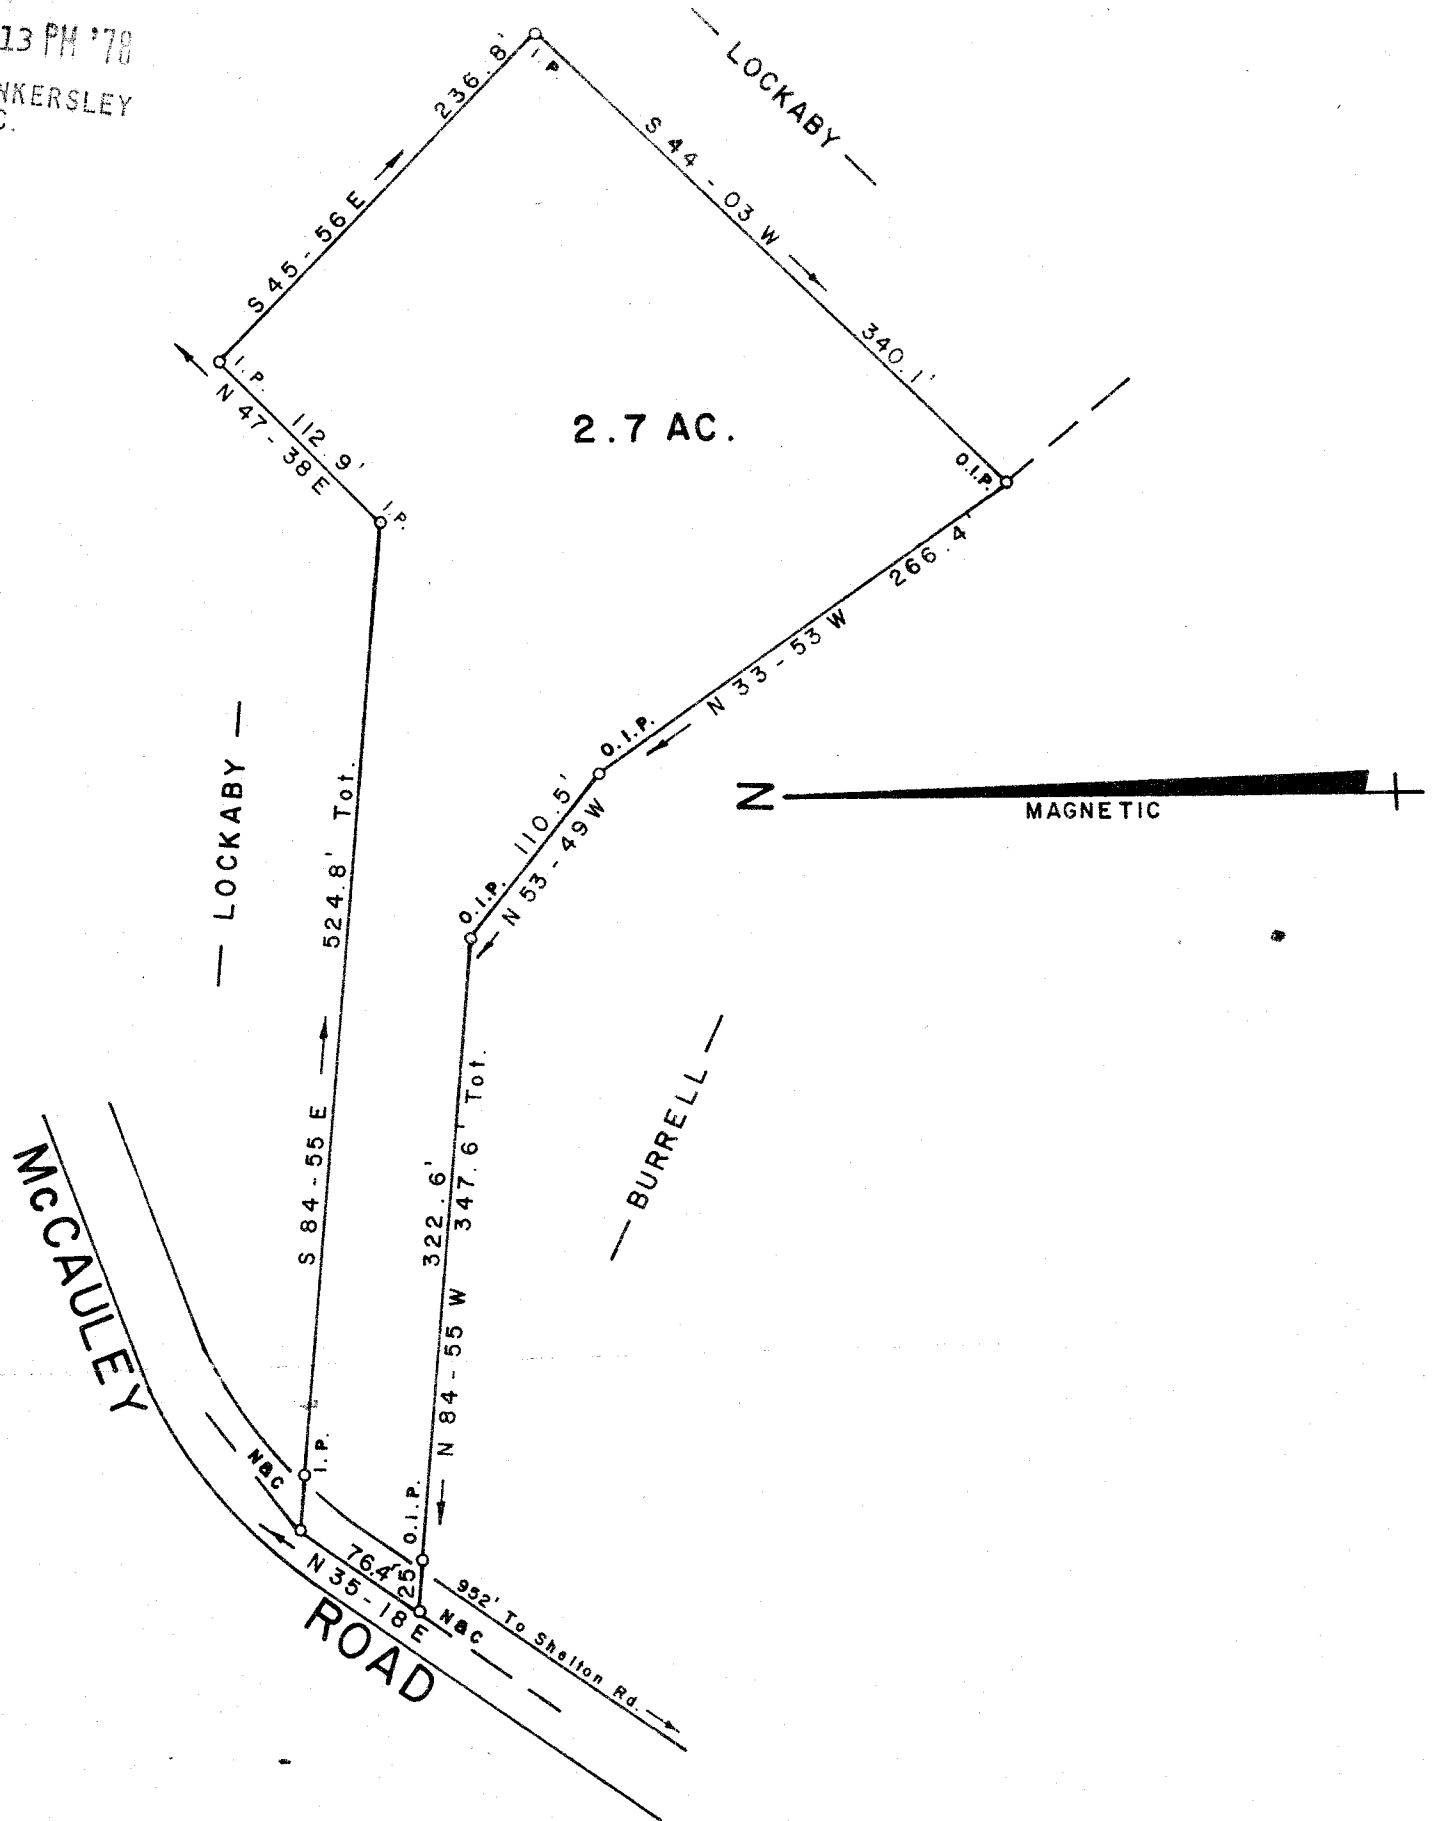 13 PM '78
NKERSLEY
C.
LOCKABY
236.8'
I.P.
S 44-03 W
340.1'
S 45-56 E
I.P.
N 47-38 E
112.9'
2.7 AC.
O.I.P.
I.P.
266.4'
N 33-53 W
O.I.P.
LOCKABY
524.8' Tot.
110.5'
N 53-49 W
O.I.P.
N
MAGNETIC
S 84-55 E
322.6'
347.6' Tot.
N 84-55 W
BURRELL
McCAULEY
N&C
I.P.
O.I.P.
76.4'
25'
N 35-18 E
N&C
952' To Shelton Rd.
ROAD